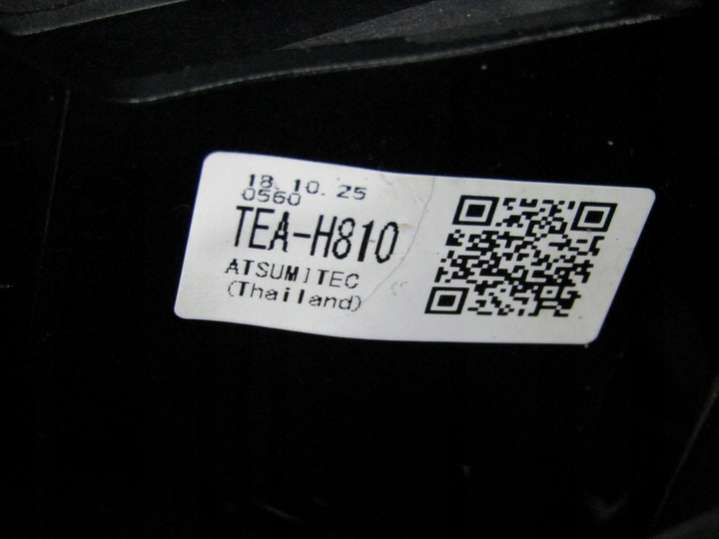 18. 10. 25
0560
TEA-H810
ATSUMITEC
(Thailand)